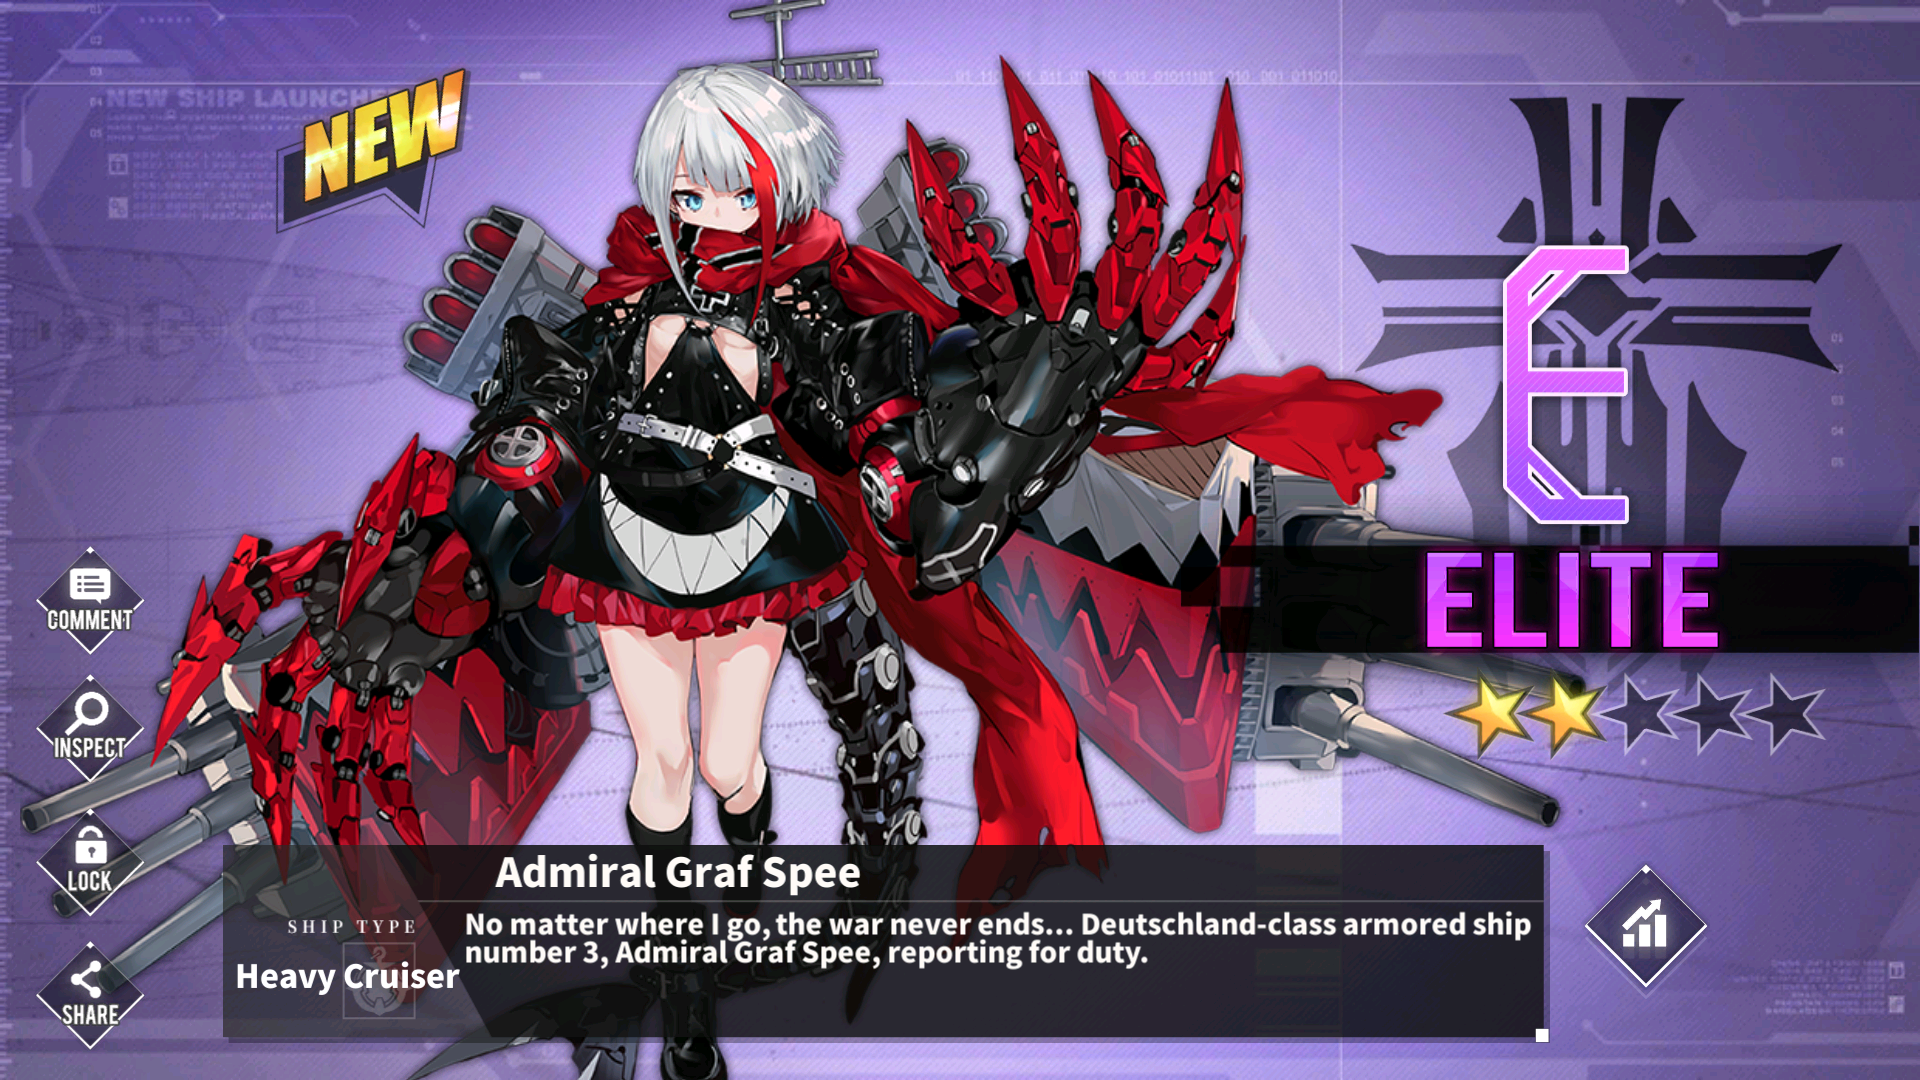 NEW SHIP LAUNCHE
NEW
E
ELITE
COMMENT
INSPECT
LOCK
SHARE
Admiral Graf Spee
SHIP TYPE
Heavy Cruiser
No matter where I go, the war never ends... Deutschland-class armored ship
number 3, Admiral Graf Spee, reporting for duty.